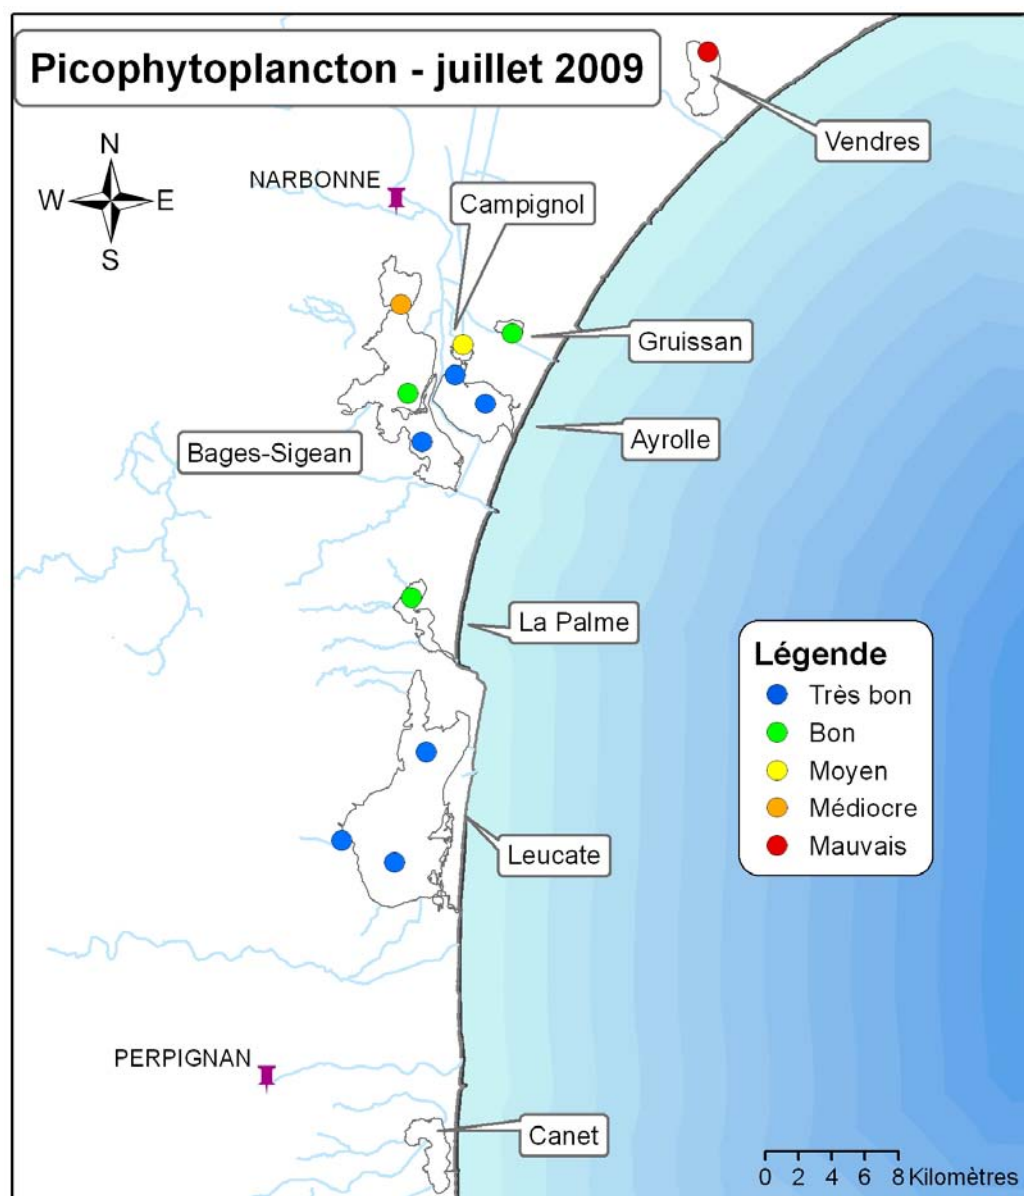 Picophytoplancton - juillet 2009
N
W E
S
NARBONNE
Vendres
Campignol
Gruissan
Ayrolle
Bages-Sigean
La Palme
Légende
Très bon
Bon
Moyen
Médiocre
Mauvais
Leucate
PERPIGNAN
Canet
0 2 4 6 8 Kilomètres